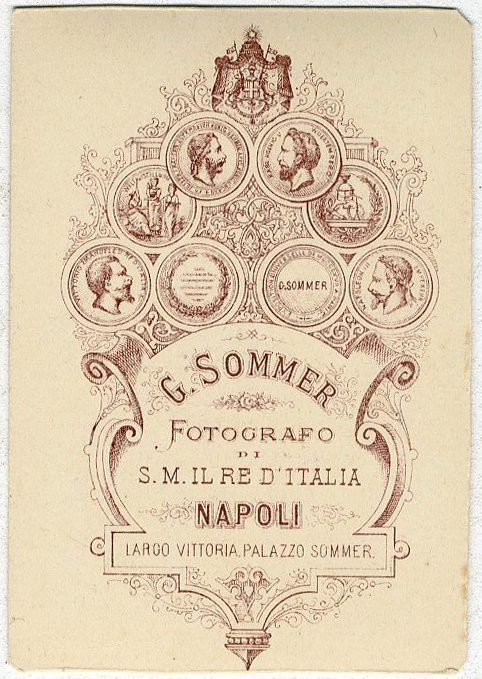 G. SOMMER
G. SOMMER
FOTOGRAFO
DI
S. M. IL RE D'ITALIA
NAPOLI
LARGO VITTORIA, PALAZZO SOMMER.